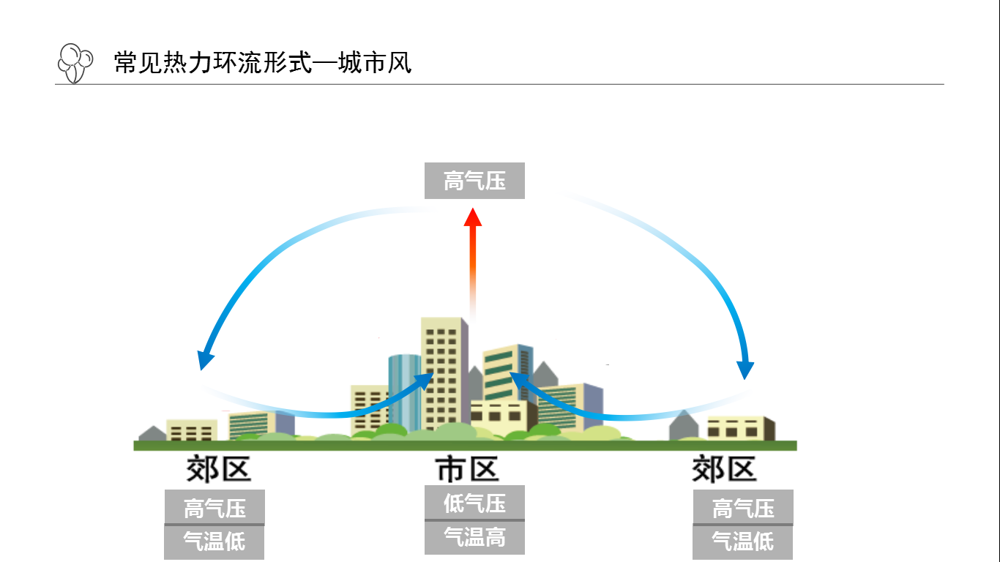 常见热力环流形式—城市风
高气压
郊区
市区
郊区
高气压
低气压
高气压
气温低
气温高
气温低